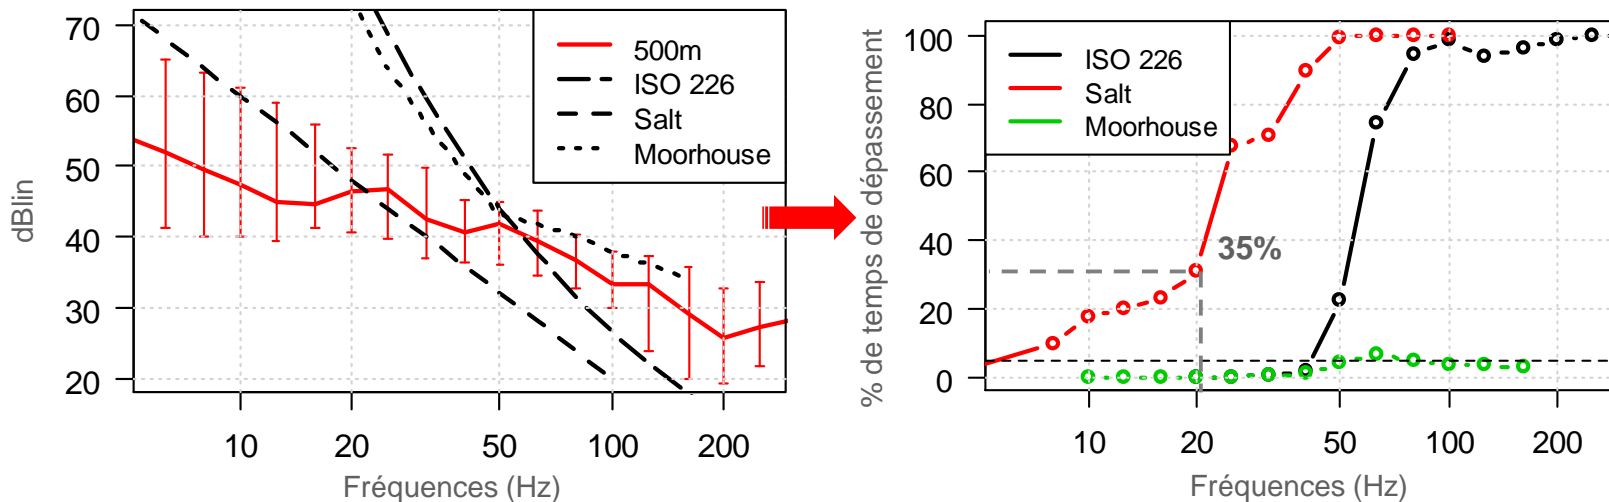 70
60
50
40
30
20
dBlin
10 20 50 100 200
Fréquences (Hz)
500m
ISO 226
Salt
Moorhouse
100
80
60
40
20
0
% de temps de dépassement
10 20 50 100 200
Fréquences (Hz)
ISO 226
Salt
Moorhouse
35%